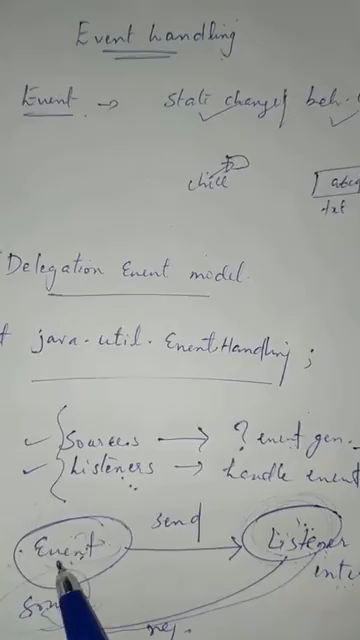 Event handling
Event → State change/ beh.
click
txt
Delegation Event model.
java.util.EventHandling;
Sources → ? event gen.
Listeners → handle event
send
Event Listener